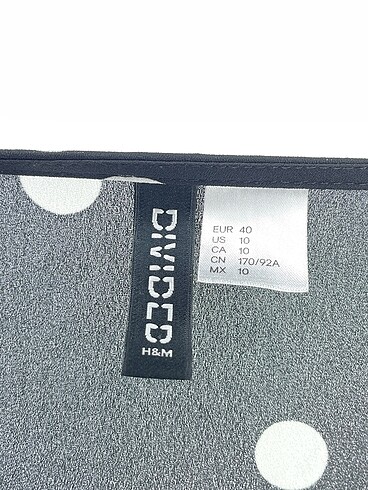 DIVIDED
H&M
EUR 40
US 10
CA 10
CN 170/92A
MX 10